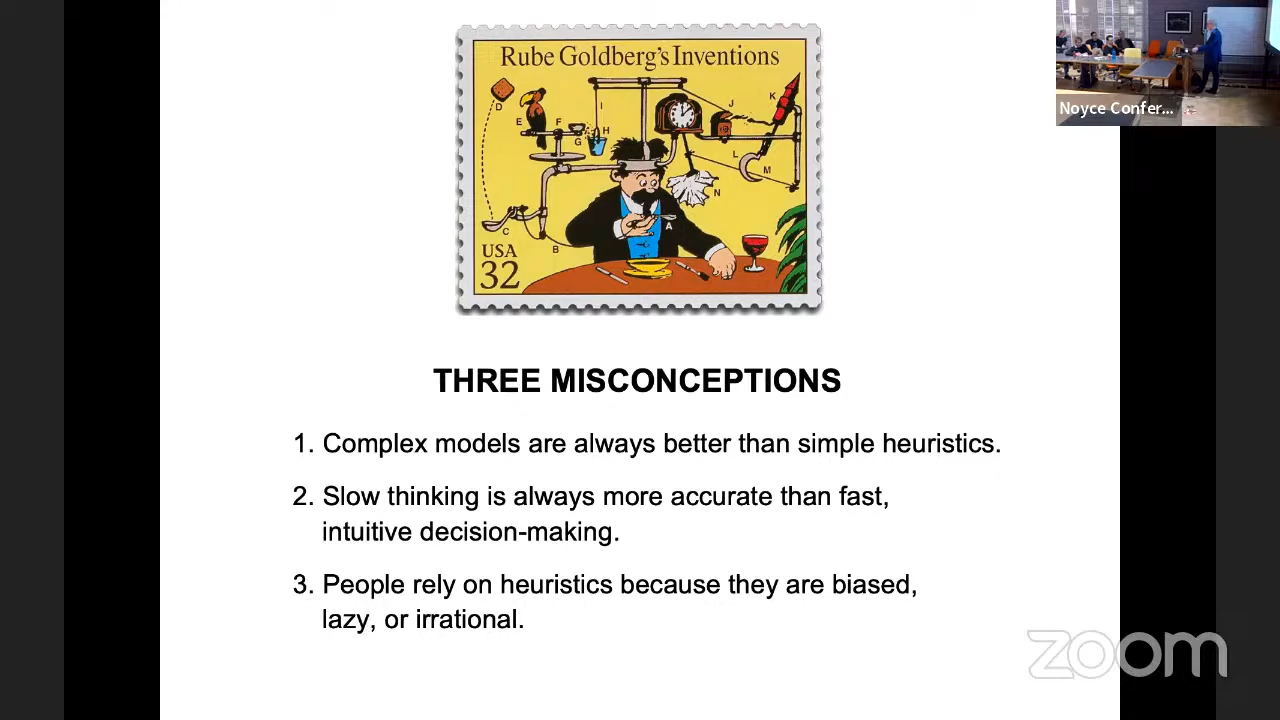 Rube Goldberg's Inventions
D
E
F
G
H
I
J
K
L
M
N
A
B
C
USA
32
Noyce Confer...
THREE MISCONCEPTIONS
1. Complex models are always better than simple heuristics.
2. Slow thinking is always more accurate than fast,
intuitive decision-making.
3. People rely on heuristics because they are biased,
lazy, or irrational.
zoom